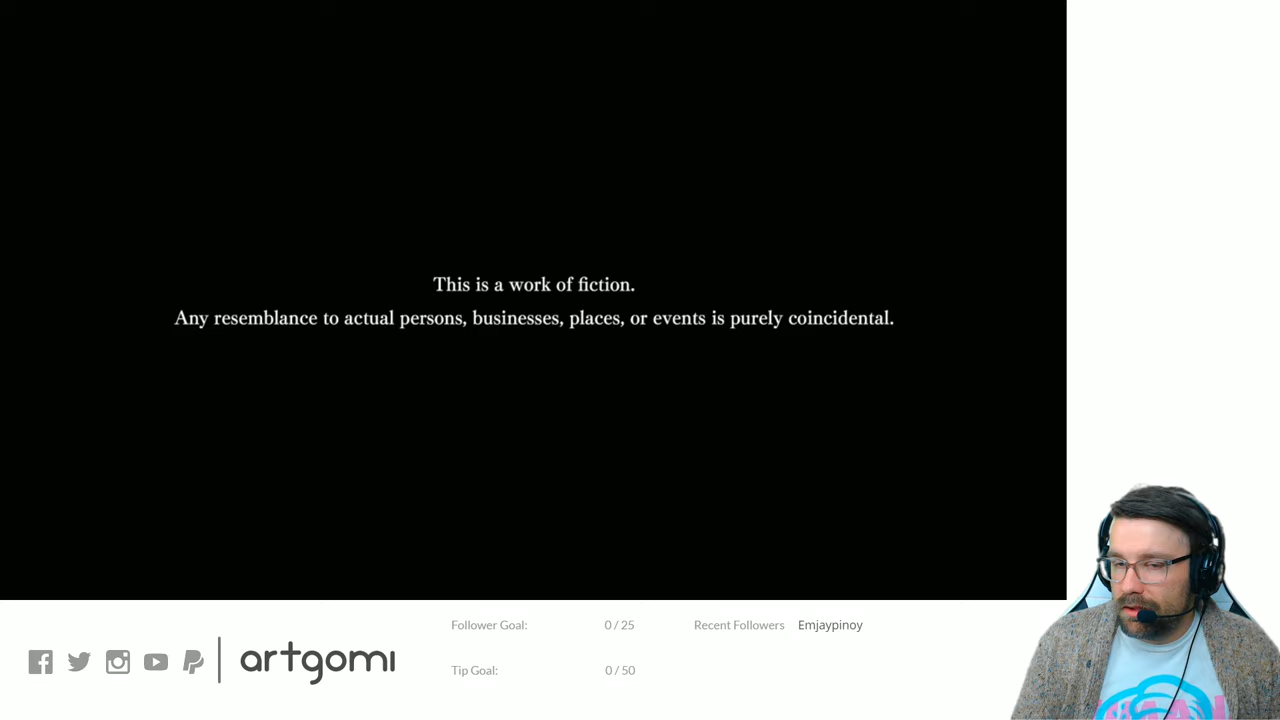 This is a work of fiction.
Any resemblance to actual persons, businesses, places, or events is purely coincidental.
Follower Goal: 0 / 25 Recent Followers Emjaypinoy
artgomi
Tip Goal: 0 / 50